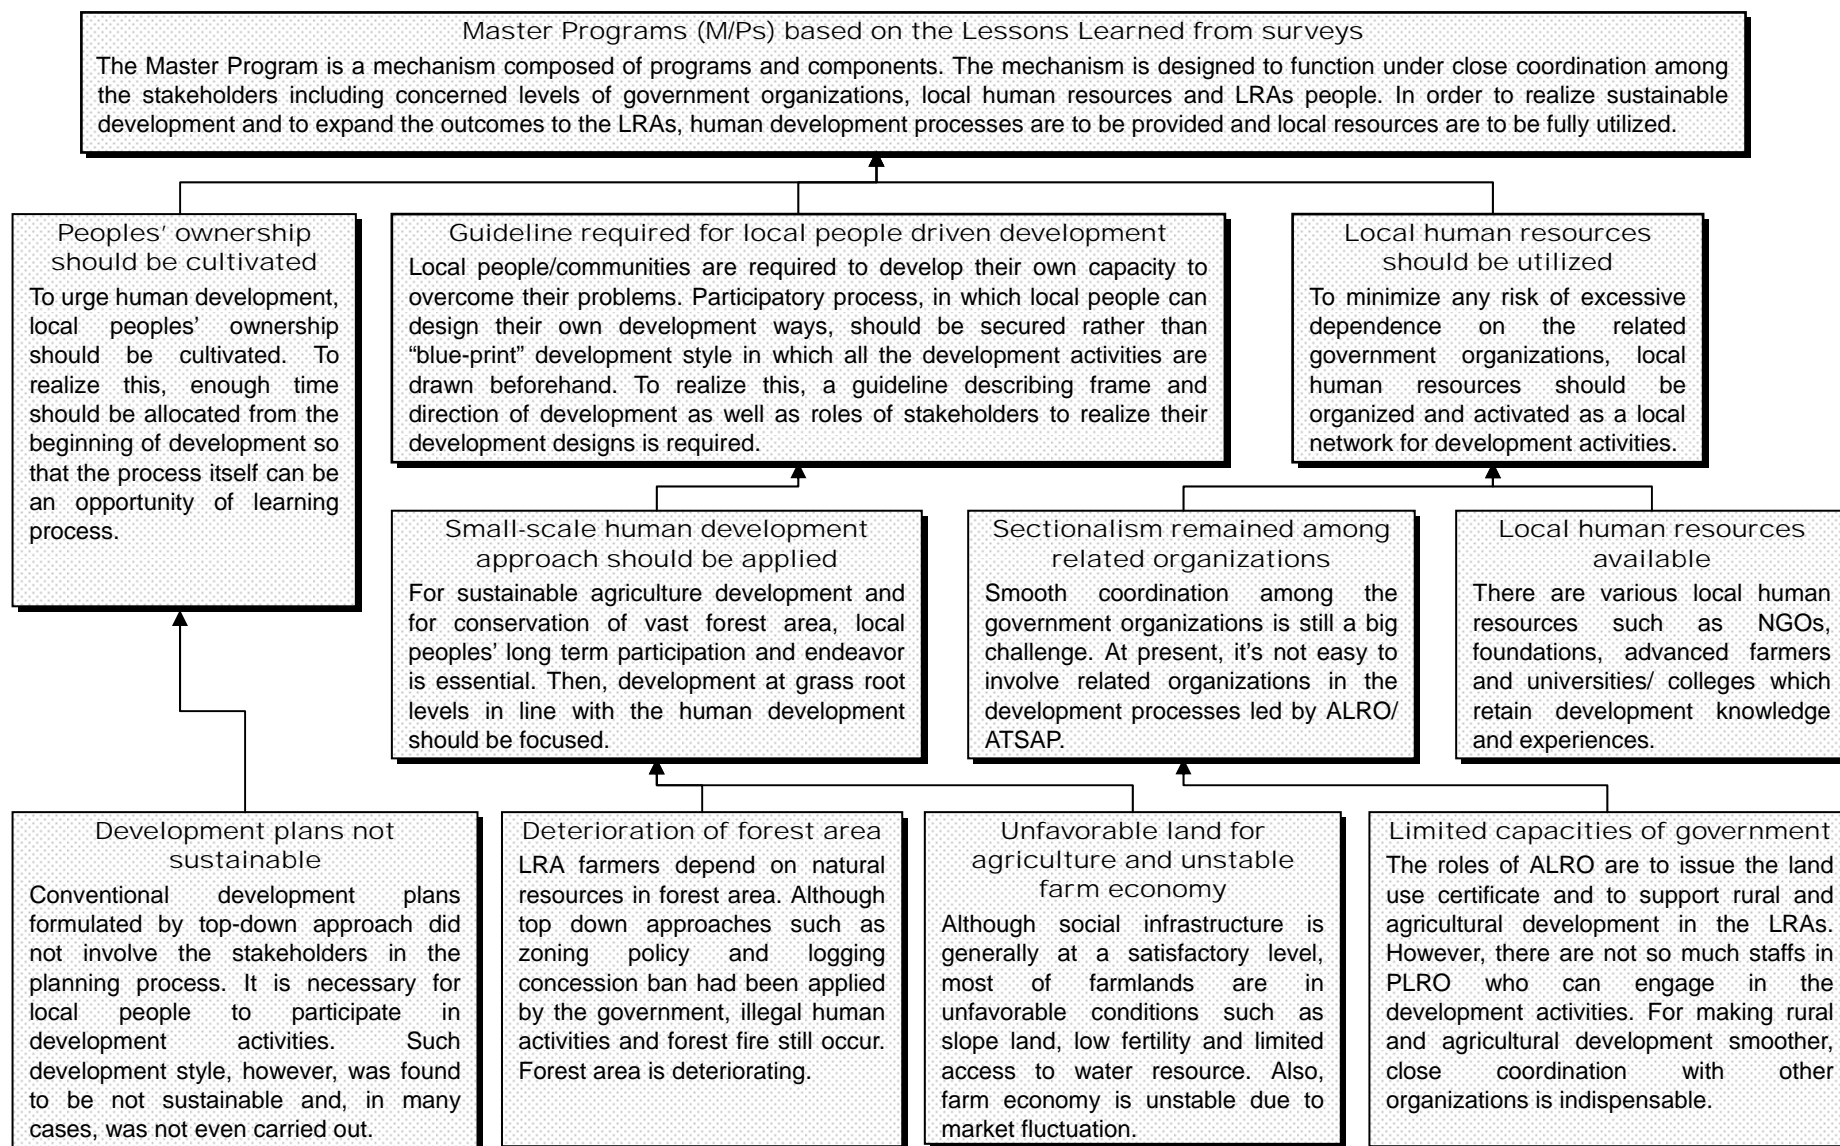 Master Programs (M/Ps) based on the Lessons Learned from surveys
The Master Program is a mechanism composed of programs and components. The mechanism is designed to function under close coordination among
the stakeholders including concerned levels of government organizations, local human resources and LRAs people. In order to realize sustainable
development and to expand the outcomes to the LRAs, human development processes are to be provided and local resources are to be fully utilized.
Peoples' ownership
should be cultivated
To urge human development,
local peoples' ownership
should be cultivated. To
realize this, enough time
should be allocated from the
beginning of development so
that the process itself can be
an opportunity of learning
process.
Guideline required for local people driven development
Local people/communities are required to develop their own capacity to
overcome their problems. Participatory process, in which local people can
design their own development ways, should be secured rather than
“blue-print” development style in which all the development activities are
drawn beforehand. To realize this, a guideline describing frame and
direction of development as well as roles of stakeholders to realize their
development designs is required.
Local human resources
should be utilized
To minimize any risk of excessive
dependence on the related
government organizations, local
human resources should be
organized and activated as a local
network for development activities.
Small-scale human development
approach should be applied
For sustainable agriculture development and
for conservation of vast forest area, local
peoples' long term participation and endeavor
is essential. Then, development at grass root
levels in line with the human development
should be focused.
Sectionalism remained among
related organizations
Smooth coordination among the
government organizations is still a big
challenge. At present, it's not easy to
involve related organizations in the
development processes led by ALRO/
ATSAP.
Local human resources
available
There are various local human
resources such as NGOs,
foundations, advanced farmers
and universities/ colleges which
retain development knowledge
and experiences.
Development plans not
sustainable
Conventional development plans
formulated by top-down approach did
not involve the stakeholders in the
planning process. It is necessary for
local people to participate in
development activities. Such
development style, however, was found
to be not sustainable and, in many
cases, was not even carried out.
Deterioration of forest area
LRA farmers depend on natural
resources in forest area. Although
top down approaches such as
zoning policy and logging
concession ban had been applied
by the government, illegal human
activities and forest fire still occur.
Forest area is deteriorating.
Unfavorable land for
agriculture and unstable
farm economy
Although social infrastructure is
generally at a satisfactory level,
most of farmlands are in
unfavorable conditions such as
slope land, low fertility and limited
access to water resource. Also,
farm economy is unstable due to
market fluctuation.
Limited capacities of government
The roles of ALRO are to issue the land
use certificate and to support rural and
agricultural development in the LRAs.
However, there are not so much staffs in
PLRO who can engage in the
development activities. For making rural
and agricultural development smoother,
close coordination with other
organizations is indispensable.